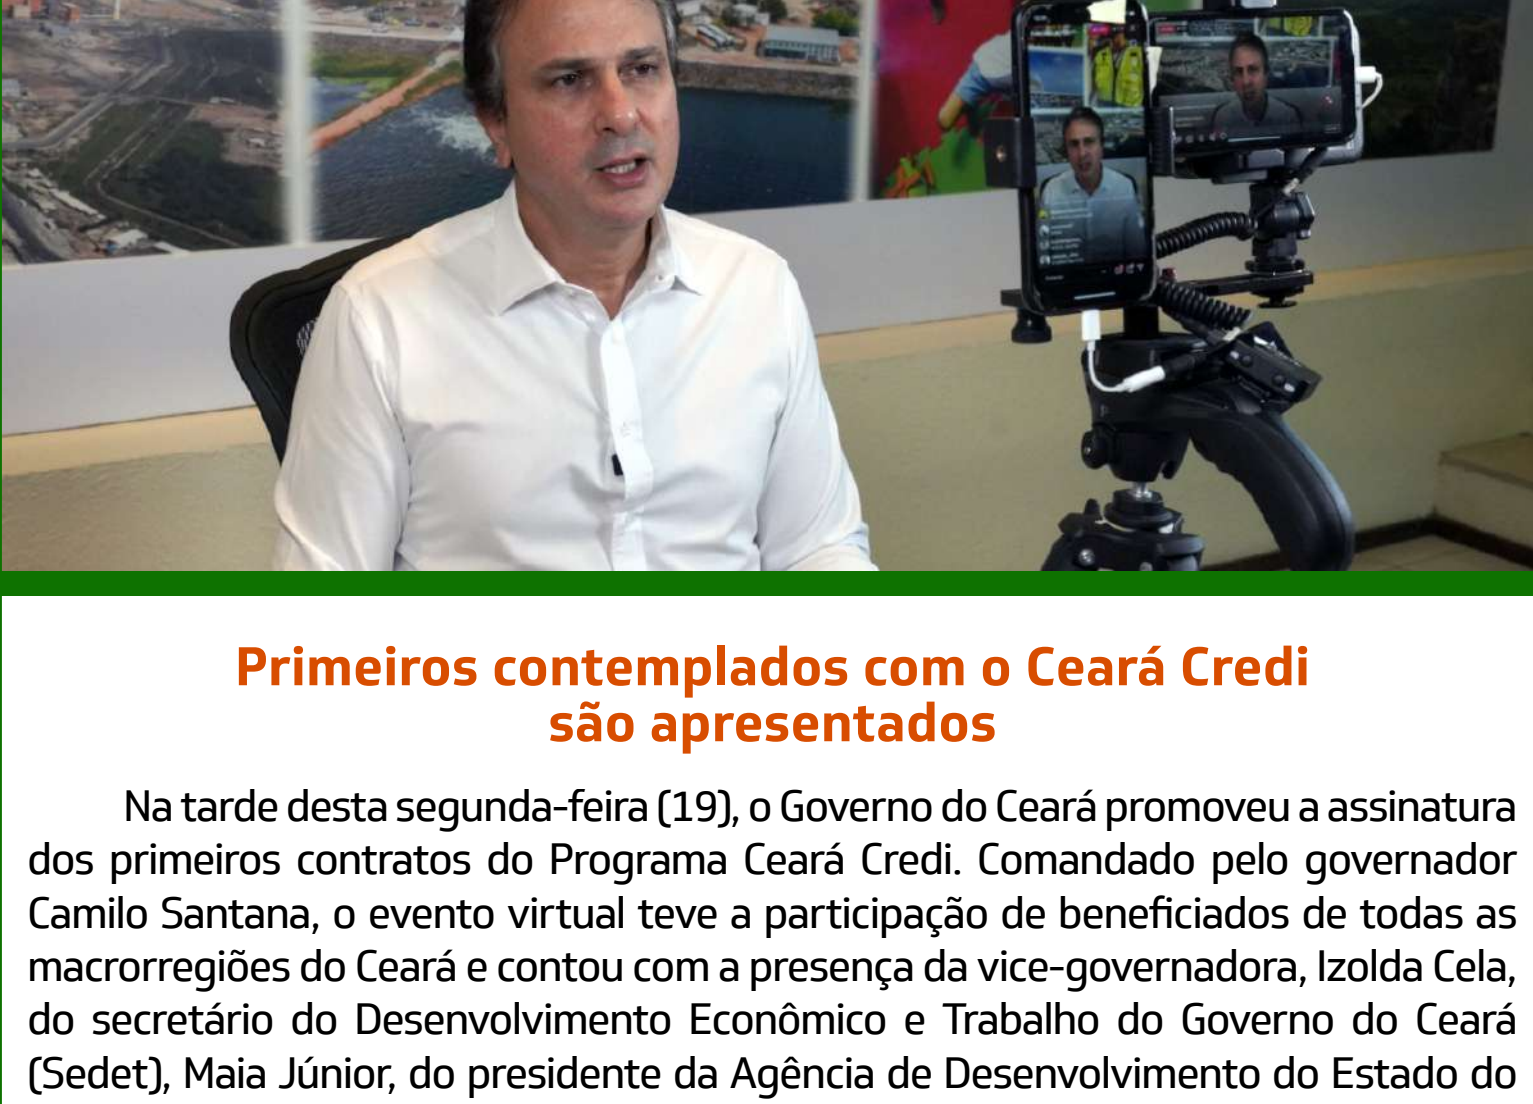 Primeiros contemplados com o Ceará Credi
são apresentados
Na tarde desta segunda-feira (19), o Governo do Ceará promoveu a assinatura
dos primeiros contratos do Programa Ceará Credi. Comandado pelo governador
Camilo Santana, o evento virtual teve a participação de beneficiados de todas as
macrorregiões do Ceará e contou com a presença da vice-governadora, Izolda Cela,
do secretário do Desenvolvimento Econômico e Trabalho do Governo do Ceará
(Sedet), Maia Júnior, do presidente da Agência de Desenvolvimento do Estado do